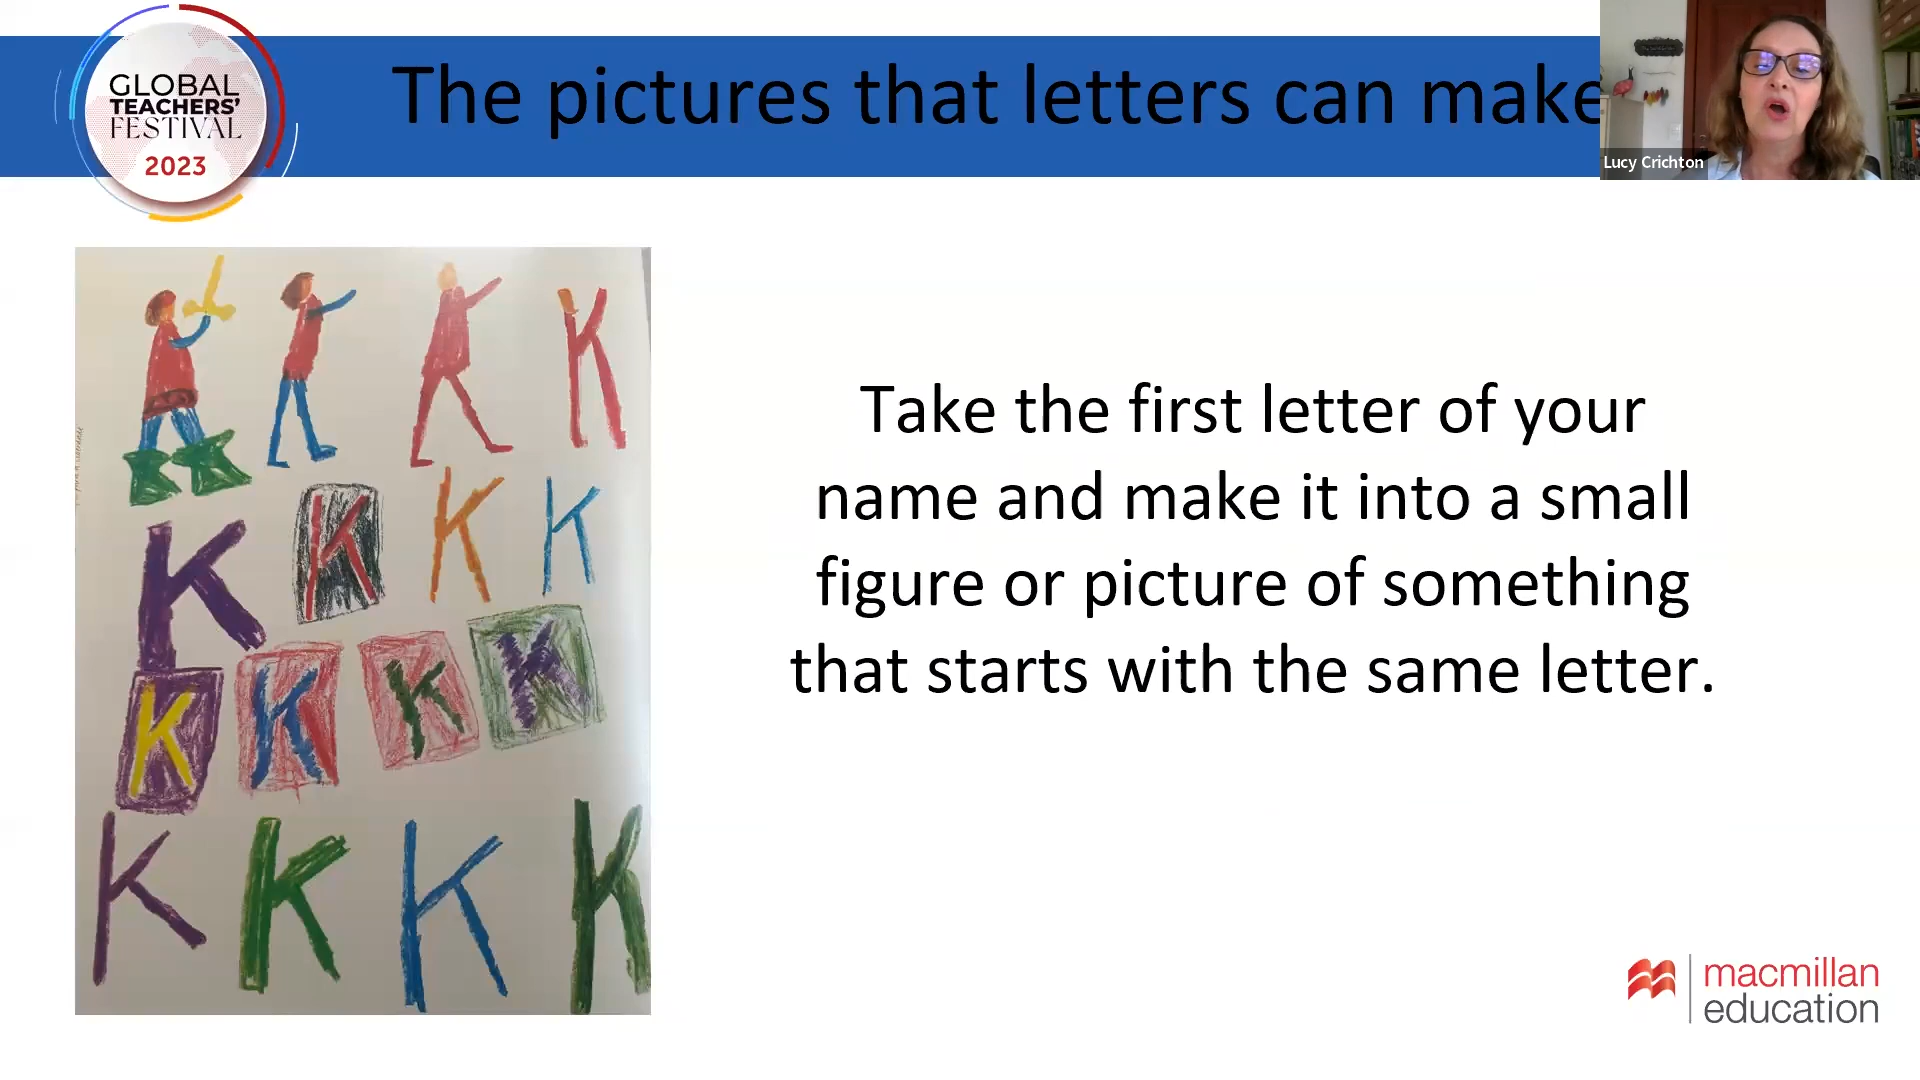 GLOBAL
TEACHERS'
FESTIVAL
2023
The pictures that letters can make
Lucy Crichton
K
K K K K
K K K K
K K K K
Take the first letter of your
name and make it into a small
figure or picture of something
that starts with the same letter.
macmillan
education